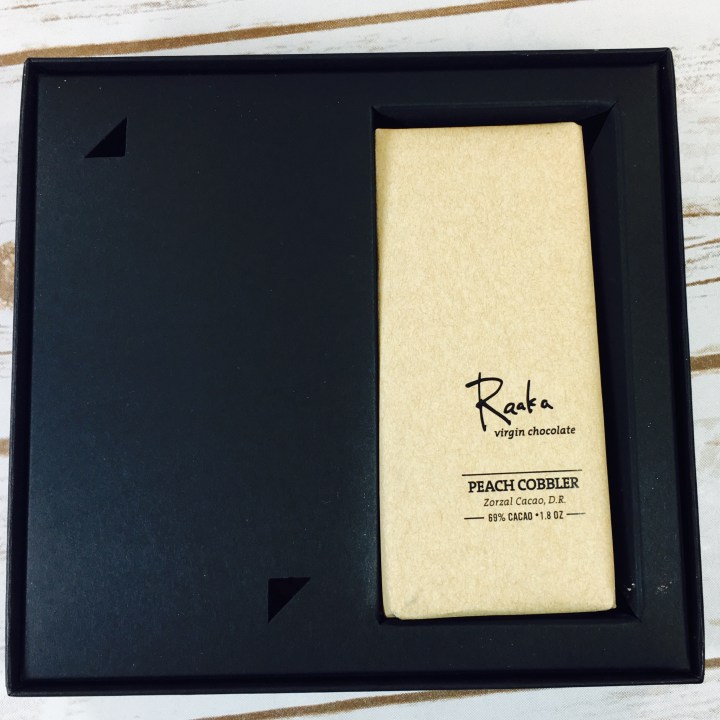 Raaka
virgin chocolate
PEACH COBBLER
Zorzal Cacao, D.R.
69% CACAO • 1.8 OZ